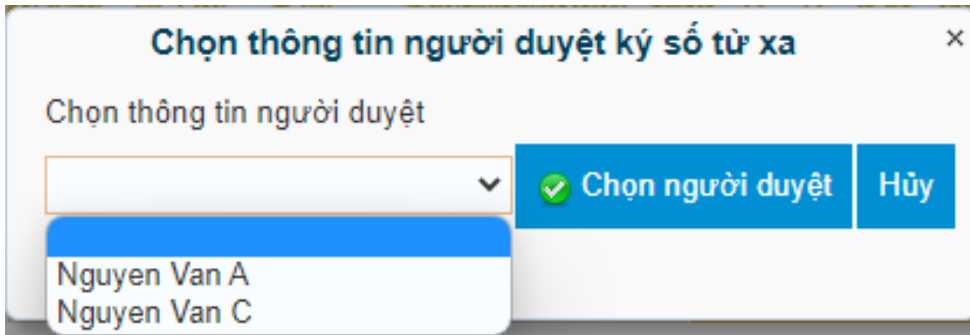 Chọn thông tin người duyệt ký số từ xa
×
Chọn thông tin người duyệt
Chọn người duyệt
Hủy
Nguyen Van A
Nguyen Van C